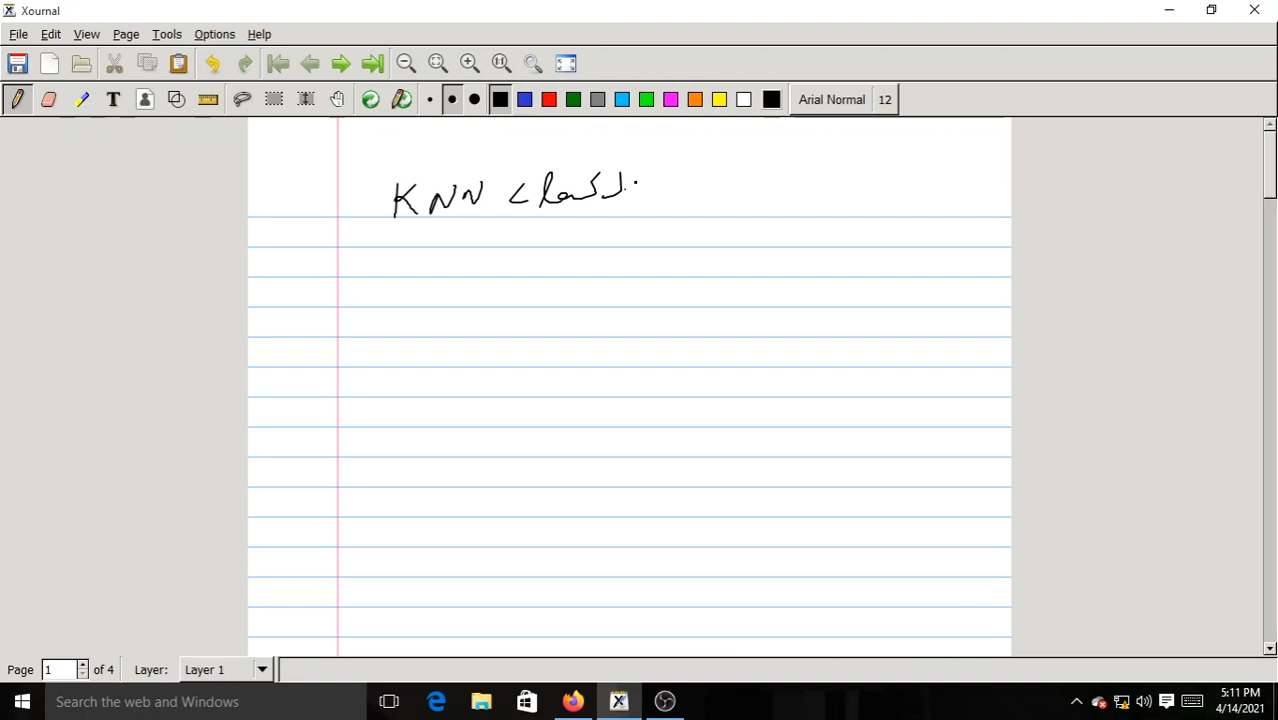 Xournal
File Edit View Page Tools Options Help
T Arial Normal 12
KNN Class
Page 1 of 4 Layer: Layer 1
Search the web and Windows
5:11 PM
4/14/2021